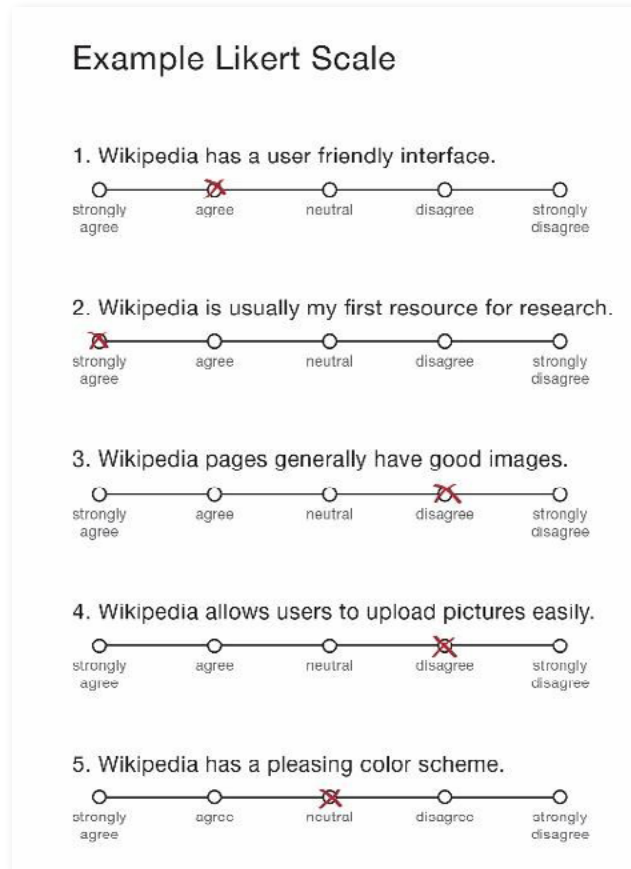 Example Likert Scale
1. Wikipedia has a user friendly interface.
strongly agree agree neutral disagree strongly disagree
2. Wikipedia is usually my first resource for research.
strongly agree agree neutral disagree strongly disagree
3. Wikipedia pages generally have good images.
strongly agree agree neutral disagree strongly disagree
4. Wikipedia allows users to upload pictures easily.
strongly agree agree neutral disagree strongly disagree
5. Wikipedia has a pleasing color scheme.
strongly agree agree neutral disagree strongly disagree